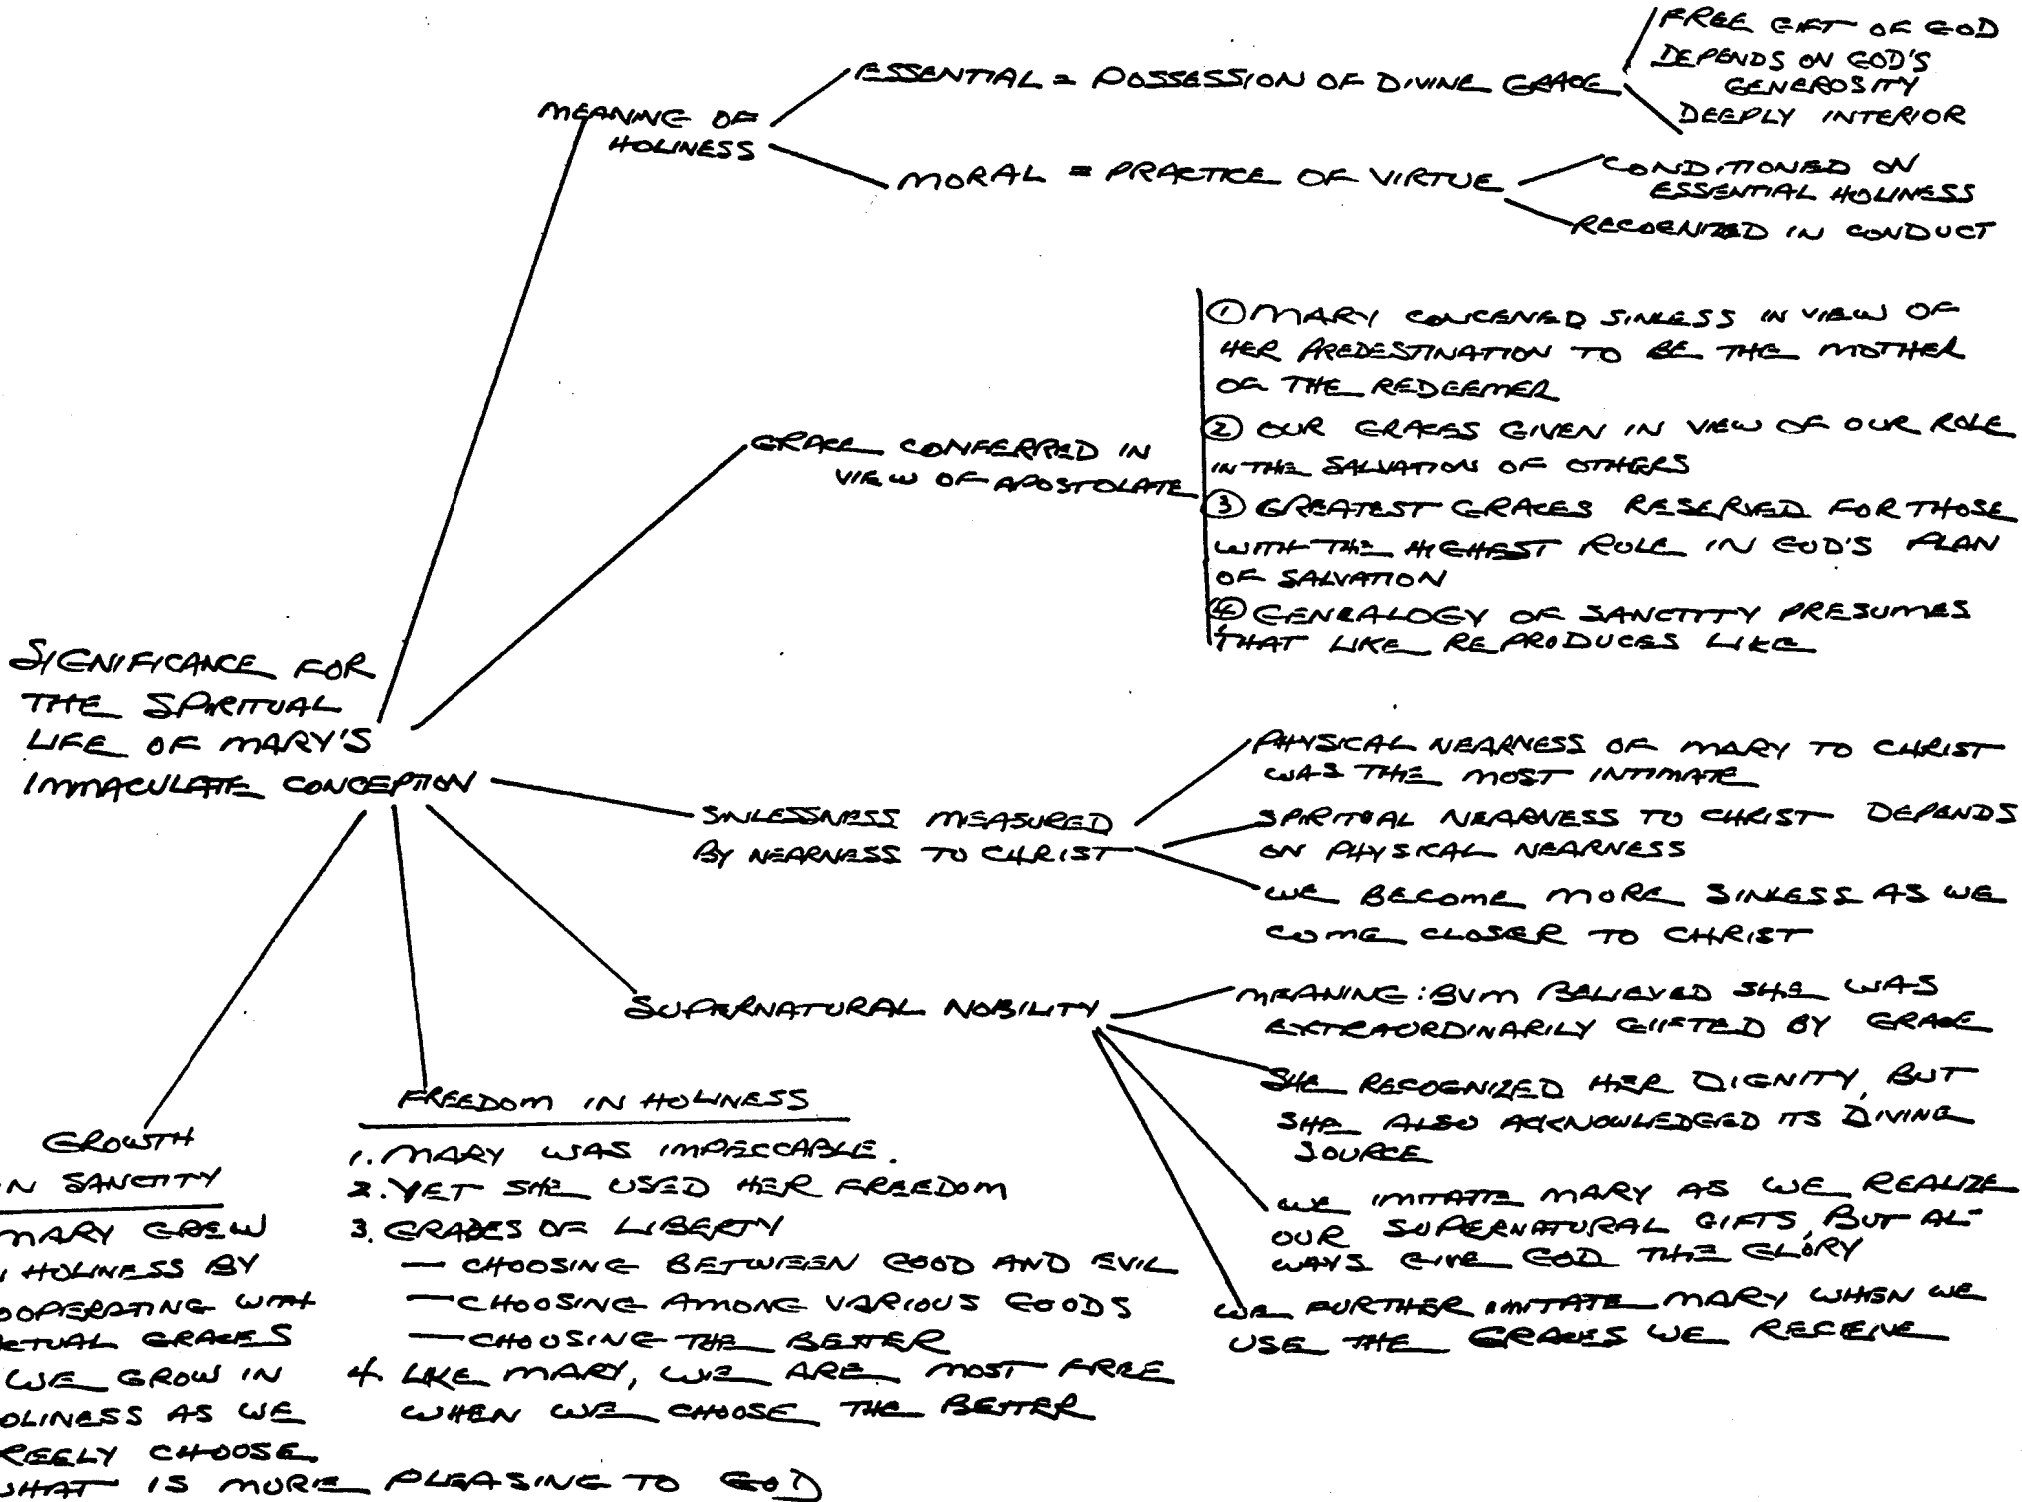 MEANING OF
HOLINESS
ESSENTIAL = POSSESSION OF DIVINE GRACE
FREE GIFT OF GOD
DEPENDS ON GOD'S
GENEROSITY
DEEPLY INTERIOR
MORAL = PRACTICE OF VIRTUE
CONDITIONED ON
ESSENTIAL HOLINESS
RECOGNIZED IN CONDUCT
GRACE CONFERRED IN
VIEW OF APOSTOLATE
① MARY CONCEIVED SINLESS IN VIEW OF
HER PREDESTINATION TO BE THE MOTHER
OF THE REDEEMER
② OUR GRACES GIVEN IN VIEW OF OUR ROLE
IN THE SALVATION OF OTHERS
③ GREATEST GRACES RESERVED FOR THOSE
WITH THE HIGHEST ROLE IN GOD'S PLAN
OF SALVATION
④ GENEALOGY OF SANCTITY PRESUMES
THAT LIKE REPRODUCES LIKE
SIGNIFICANCE FOR
THE SPIRITUAL
LIFE OF MARY'S
IMMACULATE CONCEPTION
SINLESSNESS MEASURED
BY NEARNESS TO CHRIST
PHYSICAL NEARNESS OF MARY TO CHRIST
WAS THE MOST INTIMATE
SPIRITUAL NEARNESS TO CHRIST DEPENDS
ON PHYSICAL NEARNESS
WE BECOME MORE SINLESS AS WE
COME CLOSER TO CHRIST
SUPERNATURAL NOBILITY
MEANING: BVM BELIEVED SHE WAS
EXTRAORDINARILY GIFTED BY GRACE
SHE RECOGNIZED HER DIGNITY, BUT
SHE ALSO ACKNOWLEDGED ITS DIVINE
SOURCE
WE IMITATE MARY AS WE REALIZE
OUR SUPERNATURAL GIFTS, BUT AL-
WAYS GIVE GOD THE GLORY
WE FURTHER IMITATE MARY WHEN WE
USE THE GRACES WE RECEIVE
FREEDOM IN HOLINESS
1. MARY WAS IMPECCABLE.
2. YET SHE USED HER FREEDOM
3. GRADES OF LIBERTY
— CHOOSING BETWEEN GOOD AND EVIL
— CHOOSING AMONG VARIOUS GOODS
— CHOOSING THE BETTER
4. LIKE MARY, WE ARE MOST FREE
WHEN WE CHOOSE THE BETTER
GROWTH
N SANCTITY
MARY GREW
N HOLINESS BY
OOPERATING WITH
CTUAL GRACES
WE GROW IN
OLINESS AS WE
REELY CHOOSE
WHAT IS MORE PLEASING TO GOD